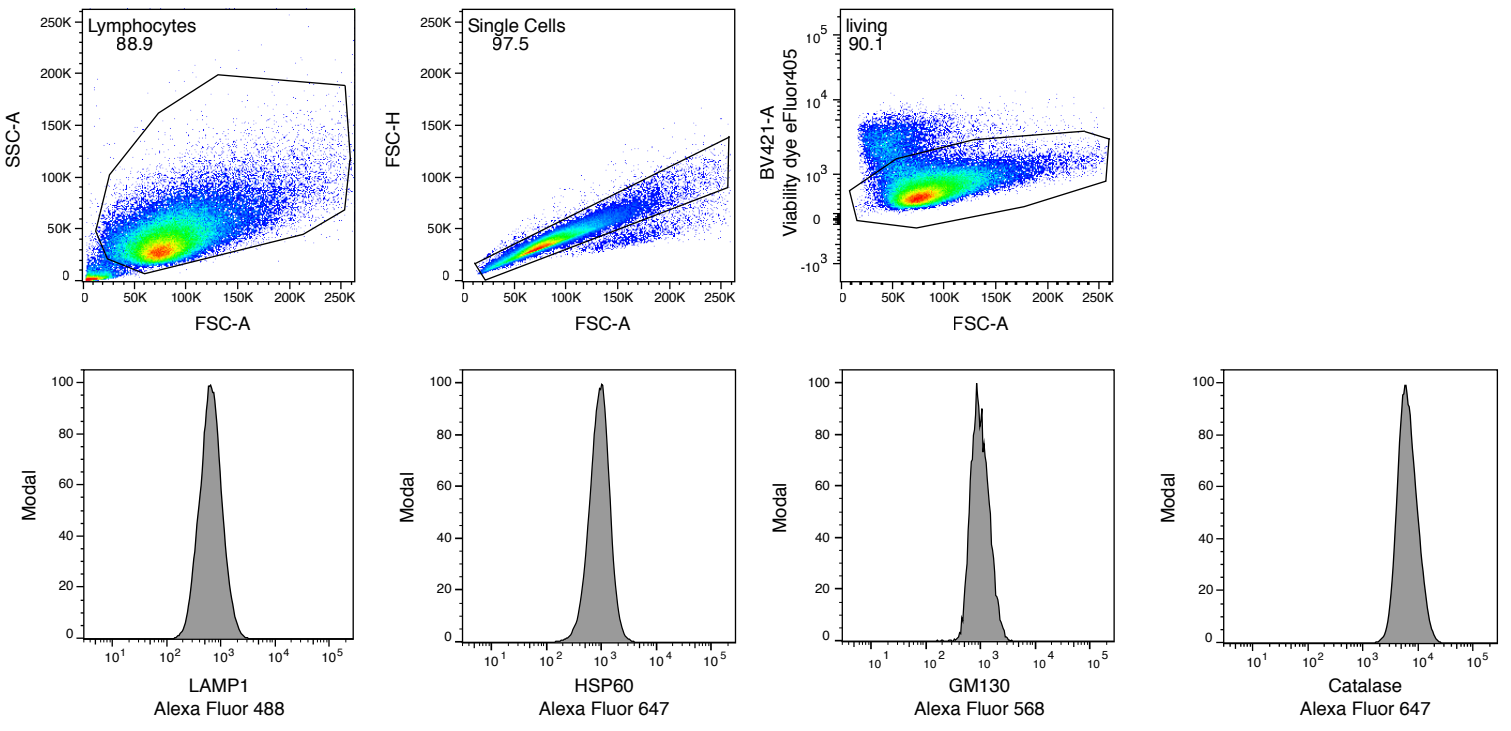 Lymphocytes
88.9
250K
200K
150K
100K
50K
0
SSC-A
0 50K 100K 150K 200K 250K
FSC-A
Single Cells
97.5
250K
200K
150K
100K
50K
0
FSC-H
0 50K 100K 150K 200K 250K
FSC-A
living
90.1
10^5
10^4
10^3
0
-10^3
BV421-A
Viability dye eFluor405
0 50K 100K 150K 200K 250K
FSC-A
100
80
60
40
20
0
Modal
10^1 10^2 10^3 10^4 10^5
LAMP1
Alexa Fluor 488
100
80
60
40
20
0
Modal
10^1 10^2 10^3 10^4 10^5
HSP60
Alexa Fluor 647
100
80
60
40
20
0
Modal
10^1 10^2 10^3 10^4 10^5
GM130
Alexa Fluor 568
100
80
60
40
20
0
Modal
10^1 10^2 10^3 10^4 10^5
Catalase
Alexa Fluor 647